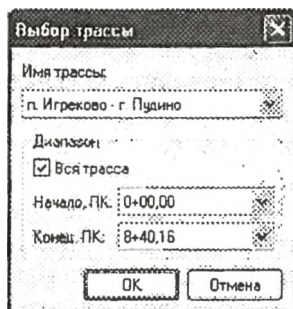 Выбор трассы
Имя трассы:
п. Игреково - г. Пудино
Диапазон
Вся трасса
Начало, ПК: 0+00,00
Конец, ПК: 8+40,16
ОК Отмена